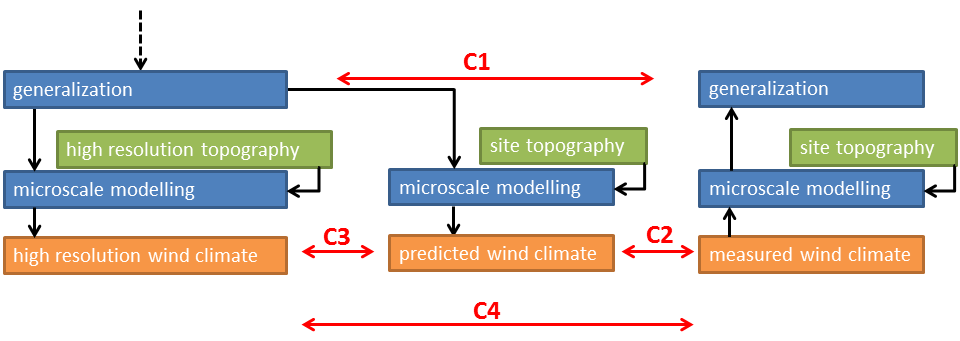 C1
generalization
generalization
high resolution topography
site topography
site topography
microscale modelling
microscale modelling
microscale modelling
C3
C2
high resolution wind climate
predicted wind climate
measured wind climate
C4